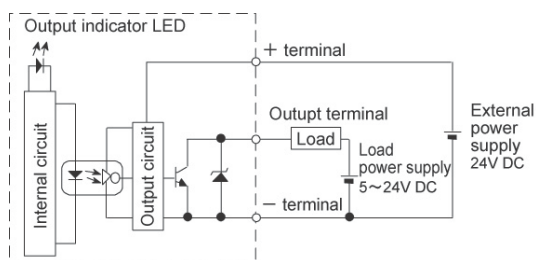 Output indicator LED
+ terminal
Outupt terminal
Load
External
power
supply
24V DC
Load
power supply
5～24V DC
− terminal
Internal circuit
Output circuit